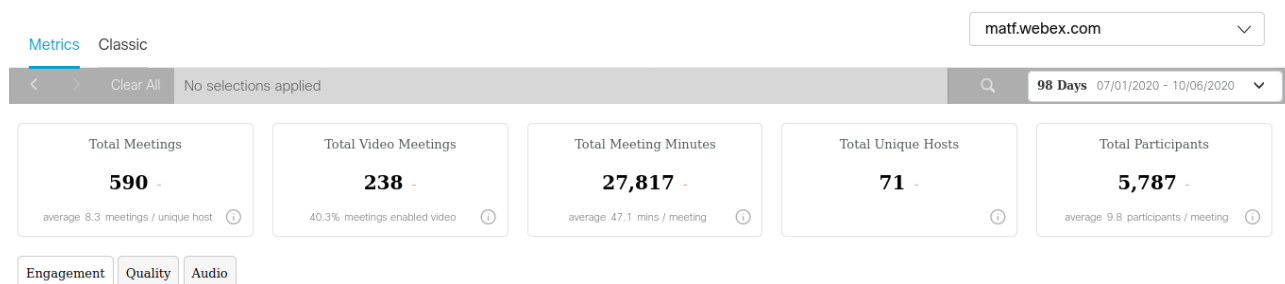 matf.webex.com
Metrics Classic
Clear All No selections applied 98 Days 07/01/2020 - 10/06/2020
Total Meetings
590 -
average 8.3 meetings / unique host
Total Video Meetings
238 -
40.3% meetings enabled video
Total Meeting Minutes
27,817 -
average 47.1 mins / meeting
Total Unique Hosts
71 -
Total Participants
5,787 -
average 9.8 participants / meeting
Engagement Quality Audio